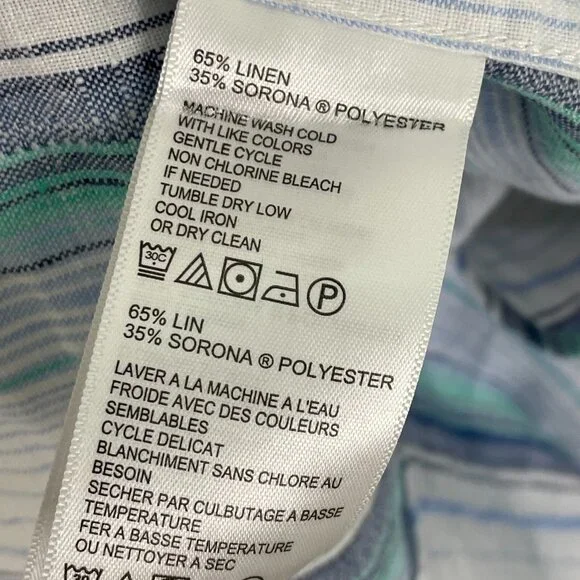 65% LINEN
35% SORONA ® POLYESTER
MACHINE WASH COLD
WITH LIKE COLORS
GENTLE CYCLE
NON CHLORINE BLEACH
IF NEEDED
TUMBLE DRY LOW
COOL IRON
OR DRY CLEAN
30C P
65% LIN
35% SORONA ® POLYESTER
LAVER A LA MACHINE A L'EAU
FROIDE AVEC DES COULEURS
SEMBLABLES
CYCLE DELICAT
BLANCHIMENT SANS CHLORE AU
BESOIN
SECHER PAR CULBUTAGE A BASSE
TEMPERATURE
FER A BASSE TEMPERATURE
OU NETTOYER A SEC
30